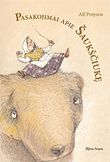 Alf Prøysen
Pasakojimai apie
Šaukščiukę